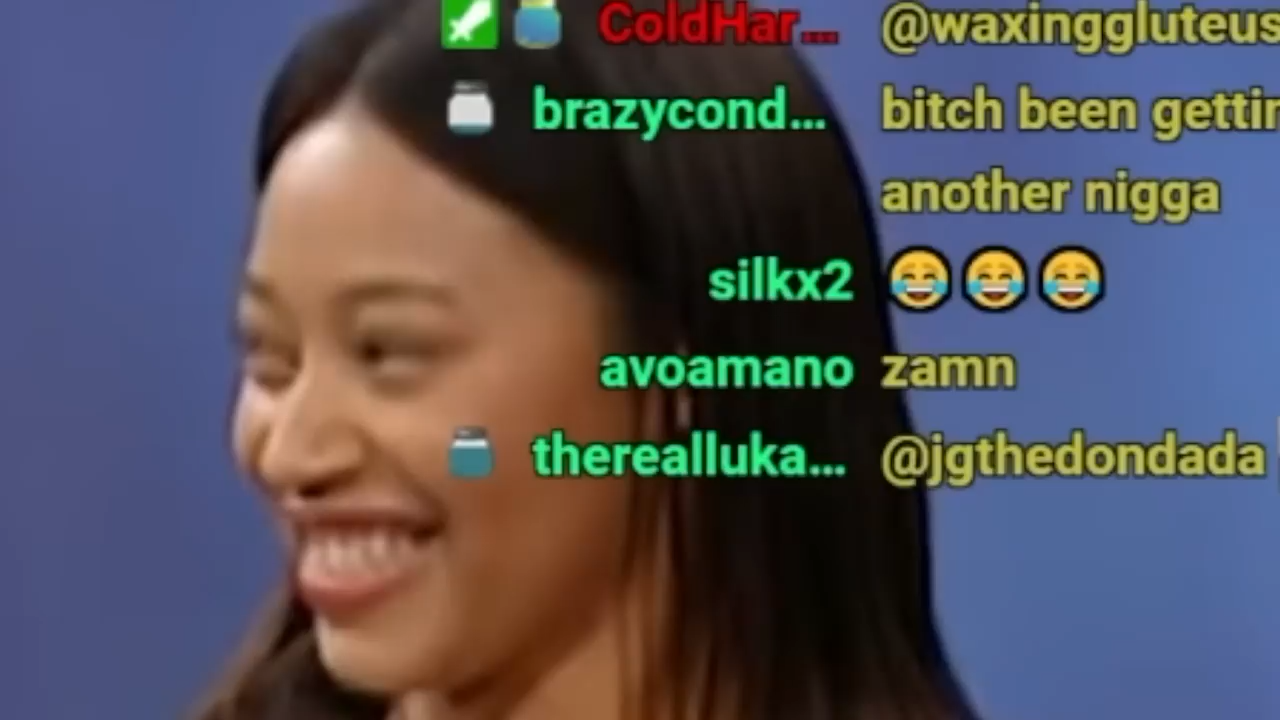 ColdHar... @waxinggluteus
brazycond... bitch been gettin
another nigga
silkx2 😂😂😂
avoamano zamn
therealluka... @jgthedondada